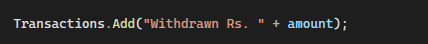 Transactions.Add("Withdrawn Rs. " + amount);